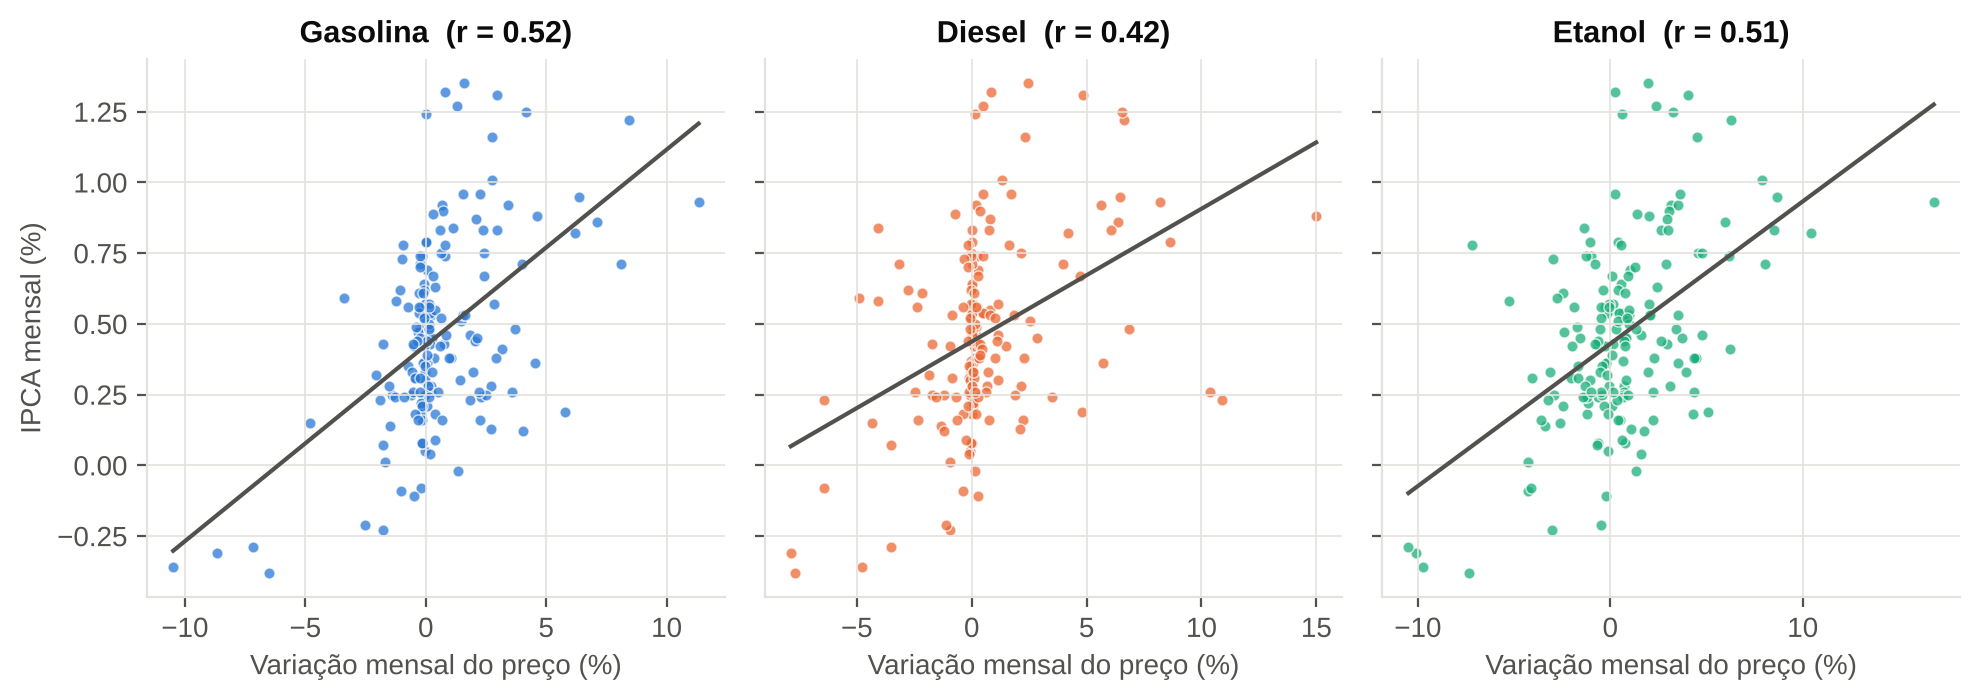 Gasolina (r = 0.52)
Diesel (r = 0.42)
Etanol (r = 0.51)
IPCA mensal (%)
1.25
1.00
0.75
0.50
0.25
0.00
−0.25
−10 −5 0 5 10
−5 0 5 10 15
−10 0 10
Variação mensal do preço (%)
Variação mensal do preço (%)
Variação mensal do preço (%)